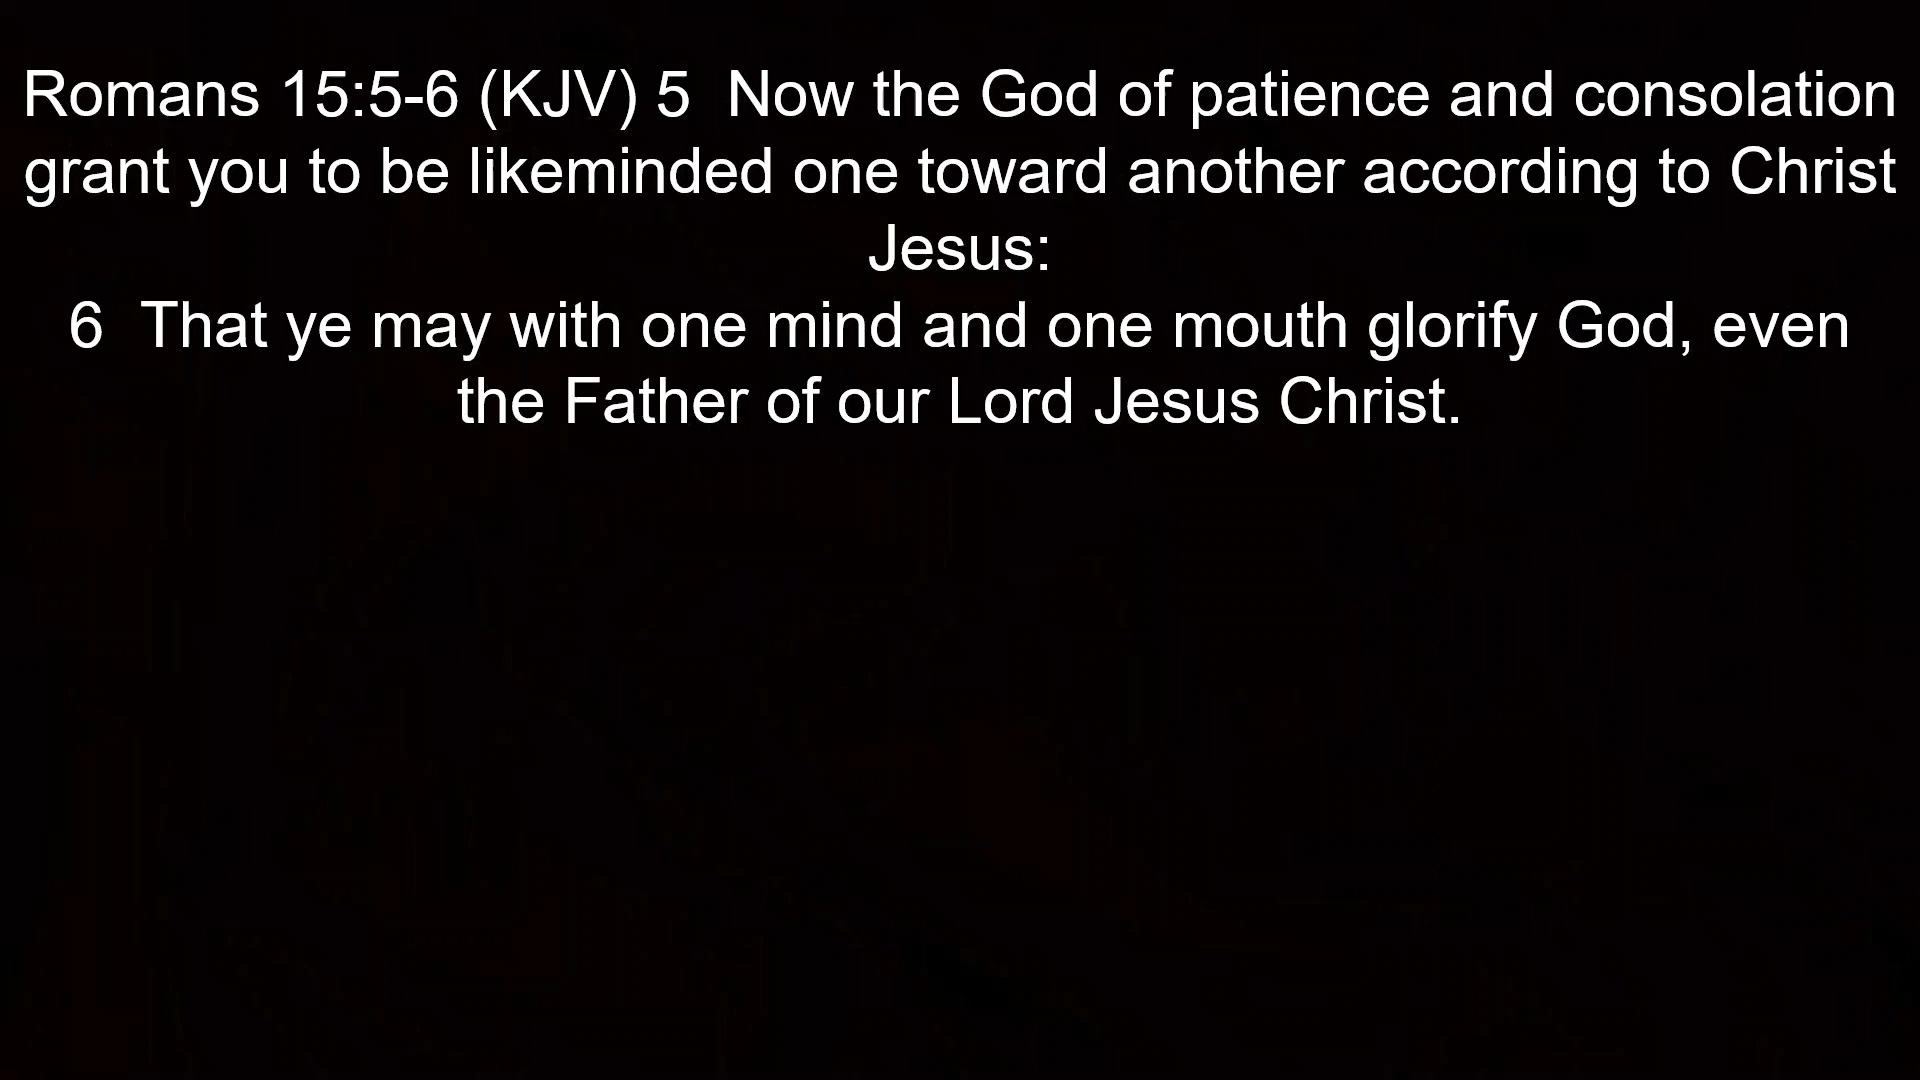 Romans 15:5-6 (KJV) 5  Now the God of patience and consolation
grant you to be likeminded one toward another according to Christ
Jesus:
6  That ye may with one mind and one mouth glorify God, even
the Father of our Lord Jesus Christ.